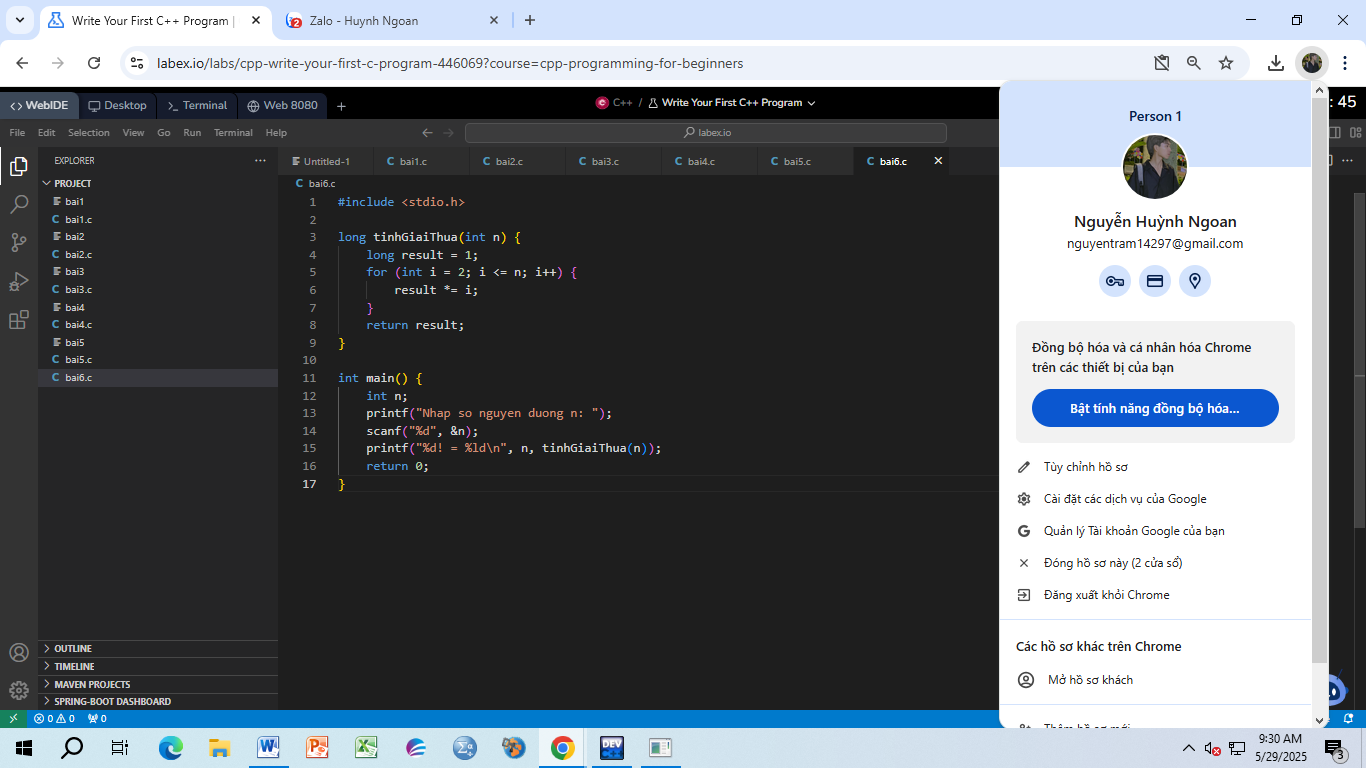 Write Your First C++ Program |
Zalo - Huynh Ngoan
labex.io/labs/cpp-write-your-first-c-program-446069?course=cpp-programming-for-beginners
WebIDE
Desktop
Terminal
Web 8080
C++ / Write Your First C++ Program
: 45
File Edit Selection View Go Run Terminal Help
labex.io
EXPLORER
PROJECT
bai1
bai1.c
bai2
bai2.c
bai3
bai3.c
bai4
bai4.c
bai5
bai5.c
bai6.c
OUTLINE
TIMELINE
MAVEN PROJECTS
SPRING-BOOT DASHBOARD
Untitled-1
bai1.c
bai2.c
bai3.c
bai4.c
bai5.c
bai6.c
bai6.c
1 #include <stdio.h>
2
3 long tinhGiaiThua(int n) {
4 long result = 1;
5 for (int i = 2; i <= n; i++) {
6 result *= i;
7 }
8 return result;
9 }
10
11 int main() {
12 int n;
13 printf("Nhap so nguyen duong n: ");
14 scanf("%d", &n);
15 printf("%d! = %ld\n", n, tinhGiaiThua(n));
16 return 0;
17 }
0 0 0
Person 1
Nguyễn Huỳnh Ngoan
nguyentram14297@gmail.com
Đồng bộ hóa và cá nhân hóa Chrome
trên các thiết bị của bạn
Bật tính năng đồng bộ hóa...
Tùy chỉnh hồ sơ
Cài đặt các dịch vụ của Google
Quản lý Tài khoản Google của bạn
Đóng hồ sơ này (2 cửa sổ)
Đăng xuất khỏi Chrome
Các hồ sơ khác trên Chrome
Mở hồ sơ khách
Thêm hồ sơ mới
9:30 AM
5/29/2025
3